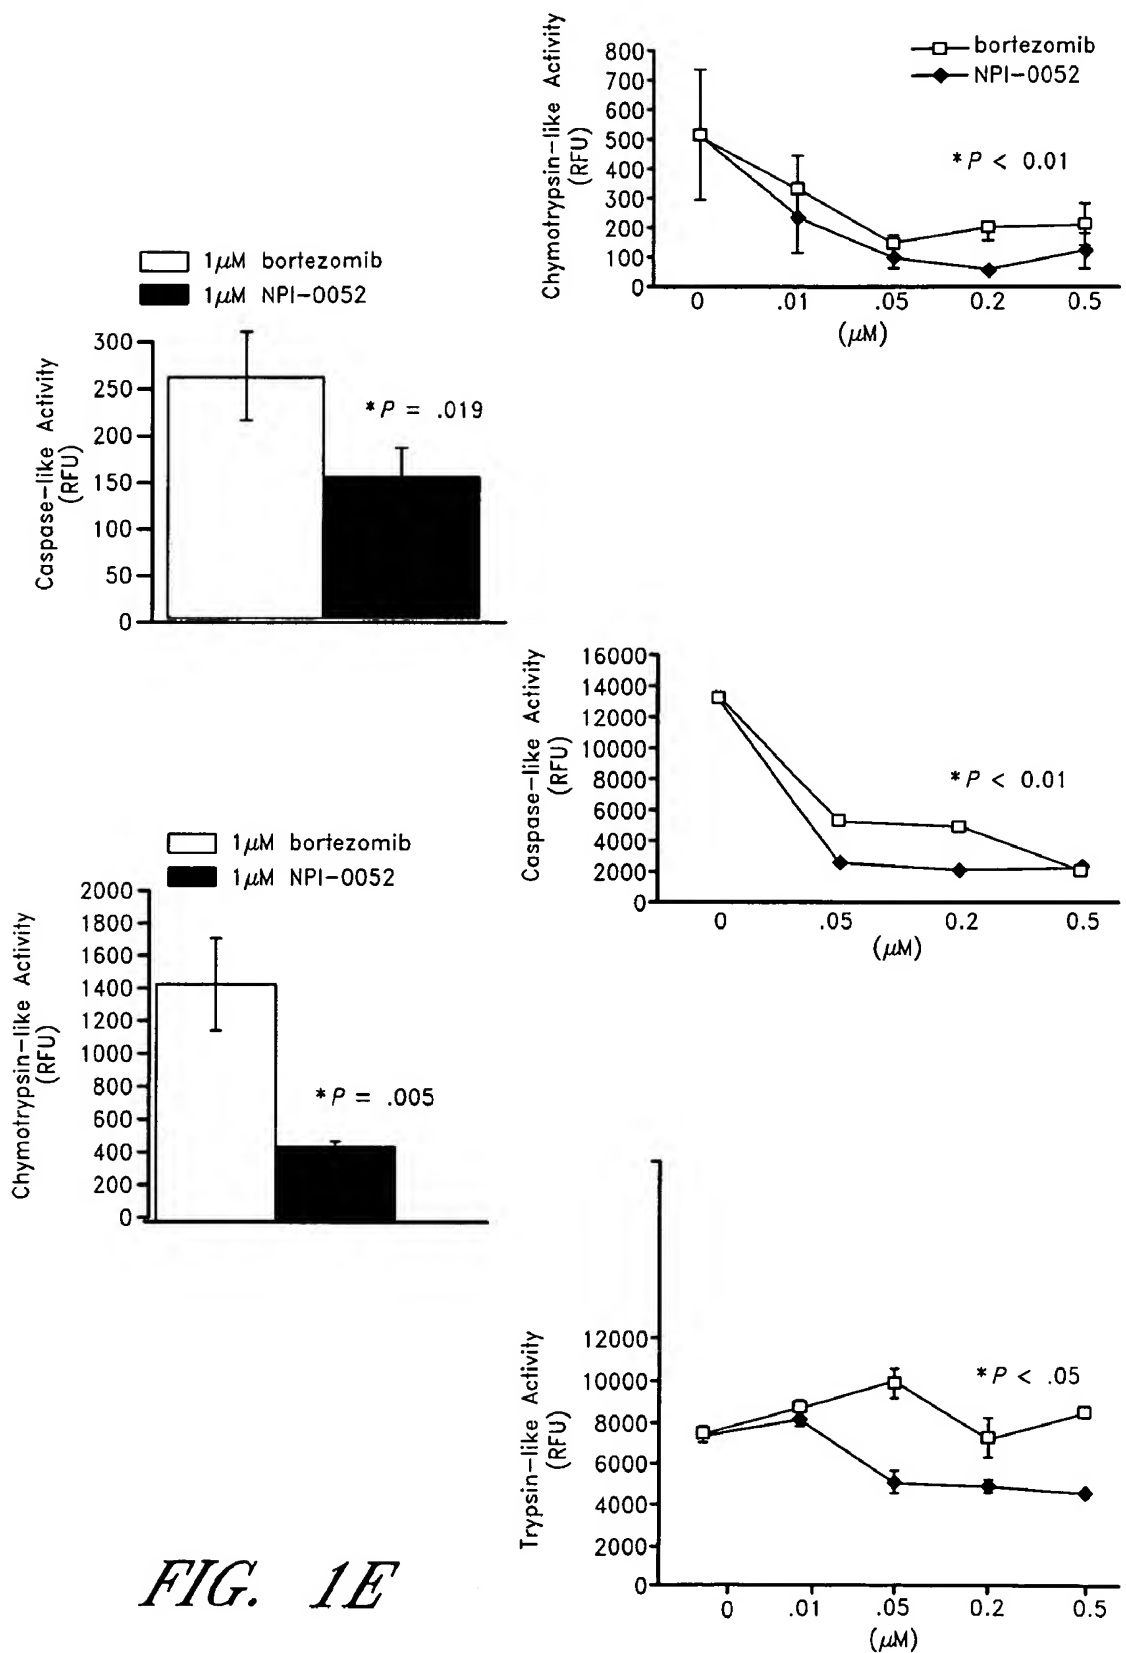 bortezomib
NPI-0052
Chymotrypsin-like Activity
(RFU)
800
700
600
500
400
300
200
100
0
*P < 0.01
0 .01 .05 0.2 0.5
(μM)
1μM bortezomib
1μM NPI-0052
Caspase-like Activity
(RFU)
300
250
200
150
100
50
0
*P = .019
Caspase-like Activity
(RFU)
16000
14000
12000
10000
8000
6000
4000
2000
0
*P < 0.01
0 .05 0.2 0.5
(μM)
1μM bortezomib
1μM NPI-0052
Chymotrypsin-like Activity
(RFU)
2000
1800
1600
1400
1200
1000
800
600
400
200
0
*P = .005
Trypsin-like Activity
(RFU)
12000
10000
8000
6000
4000
2000
0
*P < .05
0 .01 .05 0.2 0.5
(μM)
FIG. 1E